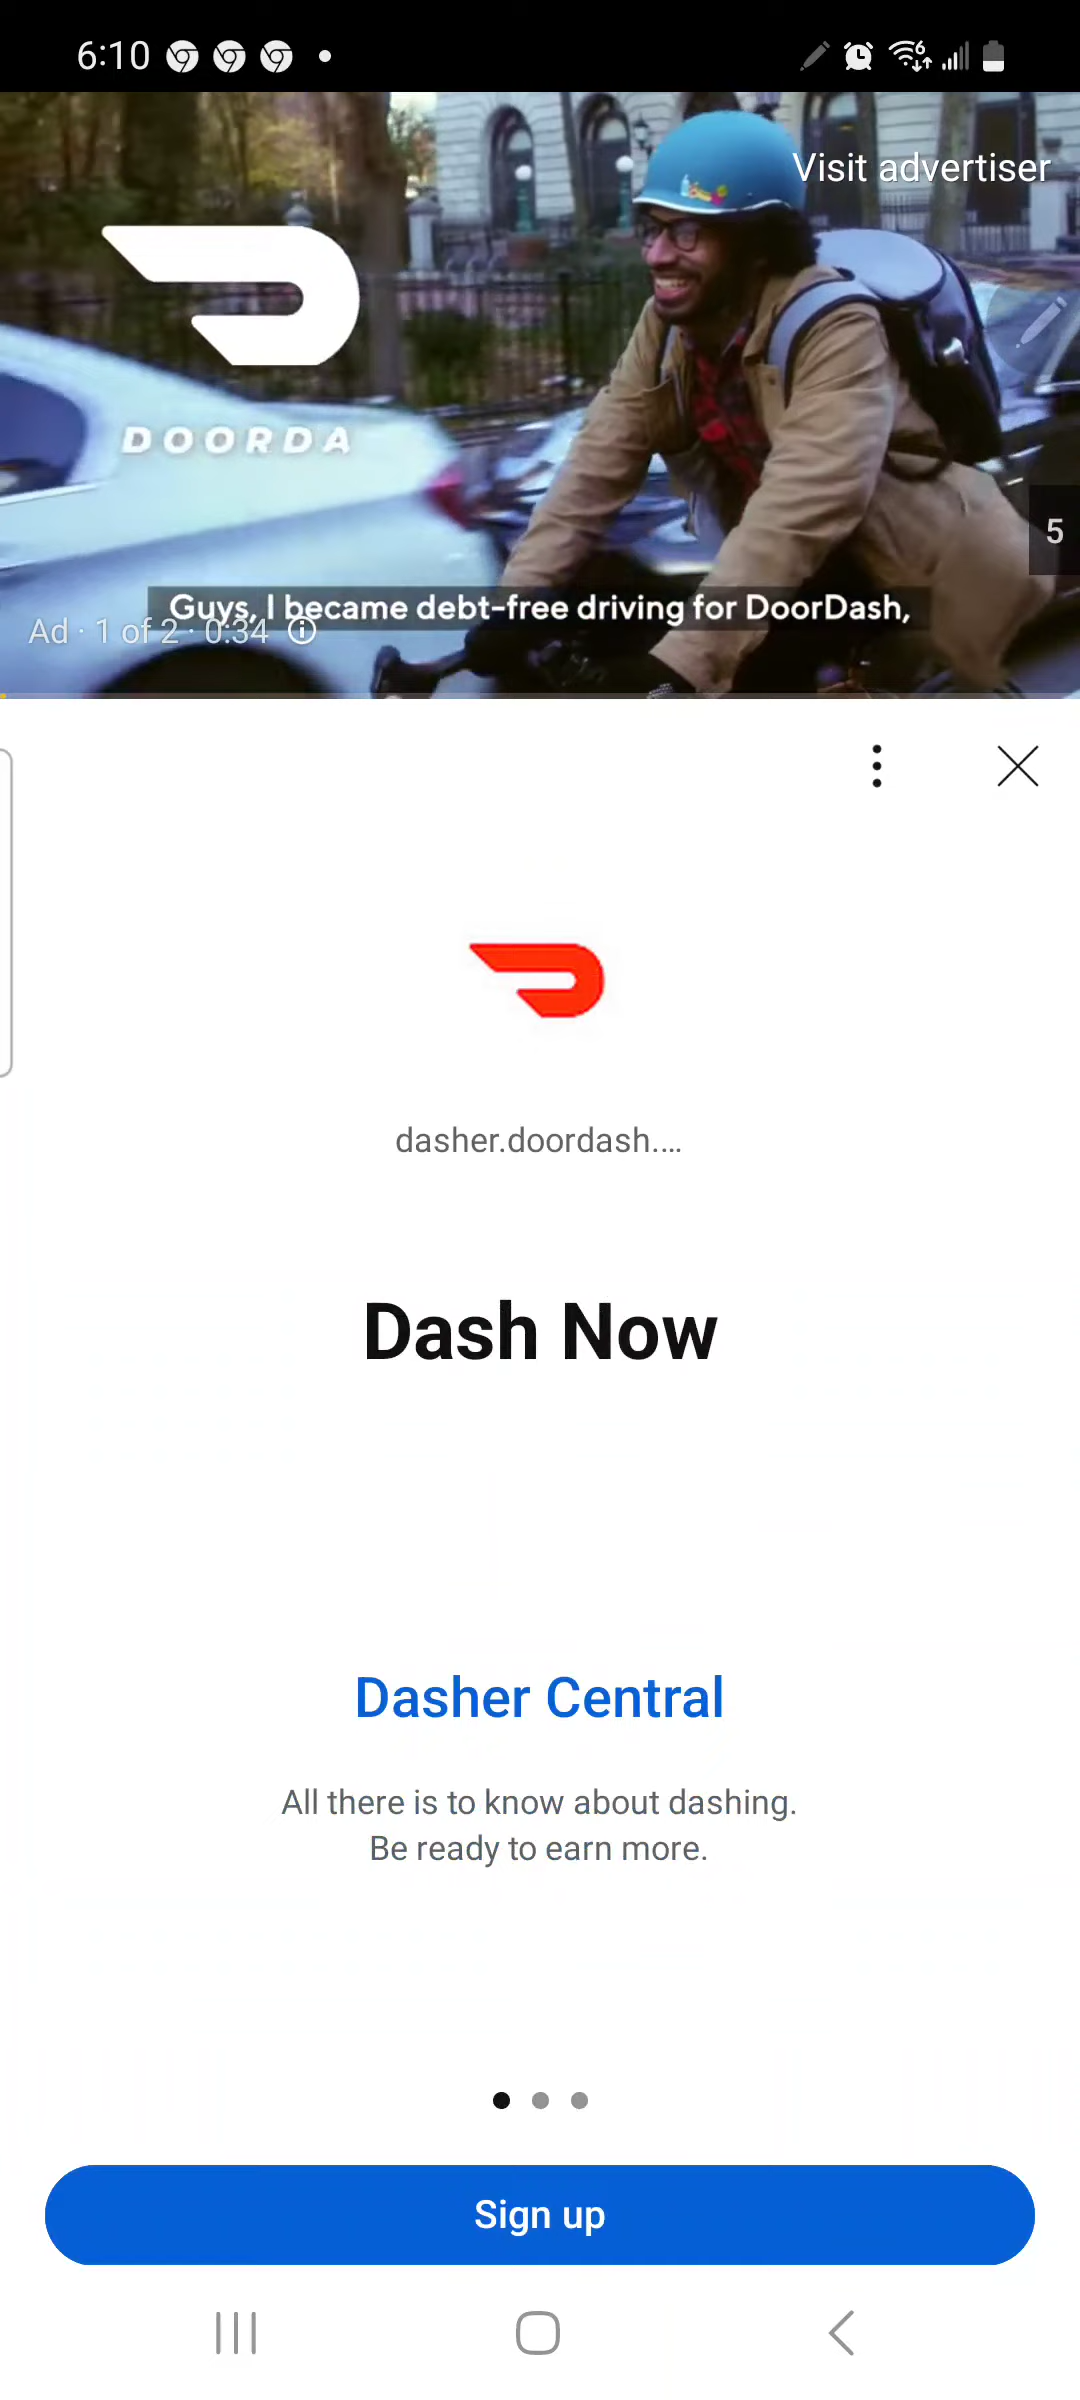 6:10
Visit advertiser
DOORDA
5
Guys, I became debt-free driving for DoorDash,
Ad · 1 of 2 · 0:34
dasher.doordash....
Dash Now
Dasher Central
All there is to know about dashing.
Be ready to earn more.
Sign up